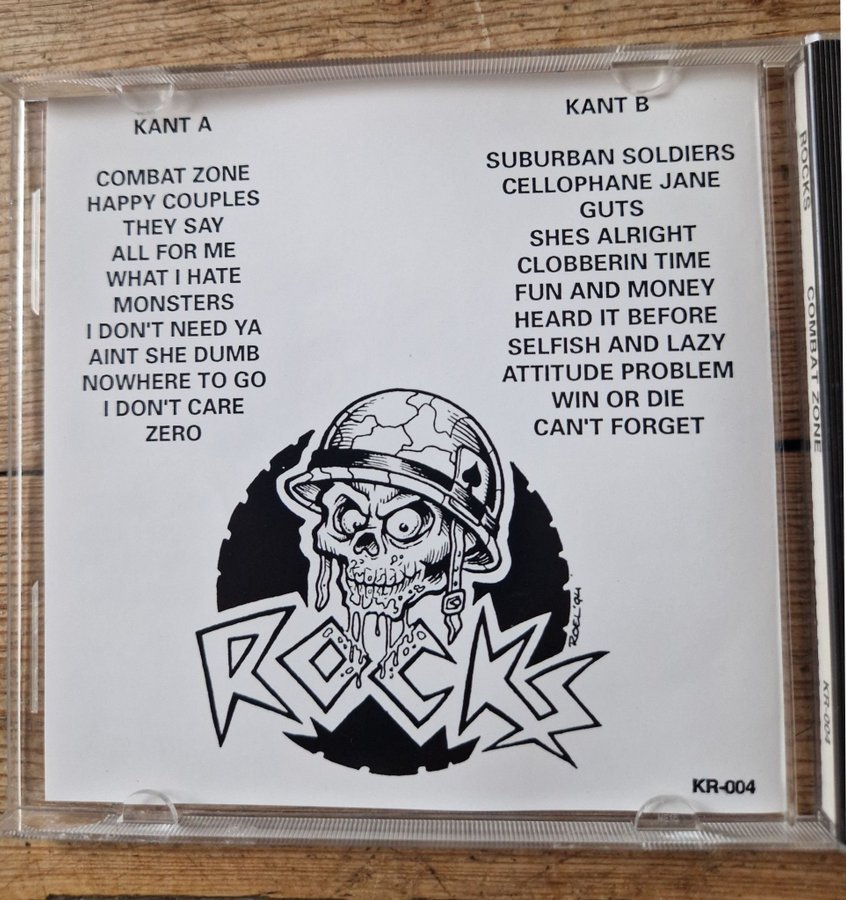 KANT A
COMBAT ZONE
HAPPY COUPLES
THEY SAY
ALL FOR ME
WHAT I HATE
MONSTERS
I DON'T NEED YA
AINT SHE DUMB
NOWHERE TO GO
I DON'T CARE
ZERO
KANT B
SUBURBAN SOLDIERS
CELLOPHANE JANE
GUTS
SHES ALRIGHT
CLOBBERIN TIME
FUN AND MONEY
HEARD IT BEFORE
SELFISH AND LAZY
ATTITUDE PROBLEM
WIN OR DIE
CAN'T FORGET
ROCKS
ROEL '94
KR-004
ROCKS COMBAT ZONE KR-004